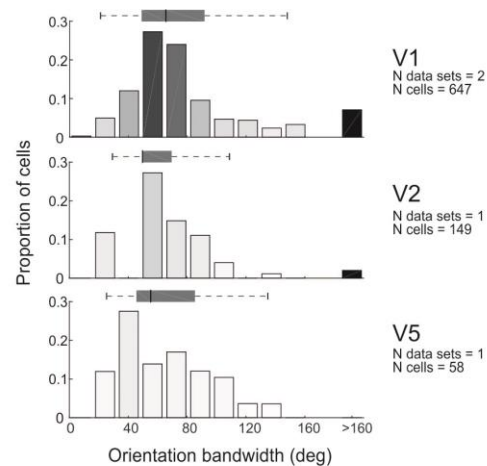 0.3
0.2
0.1
0
V1
N data sets = 2
N cells = 647
0.3
0.2
0.1
0
V2
N data sets = 1
N cells = 149
0.3
0.2
0.1
0
V5
N data sets = 1
N cells = 58
Proportion of cells
0 40 80 120 160 >160
Orientation bandwidth (deg)